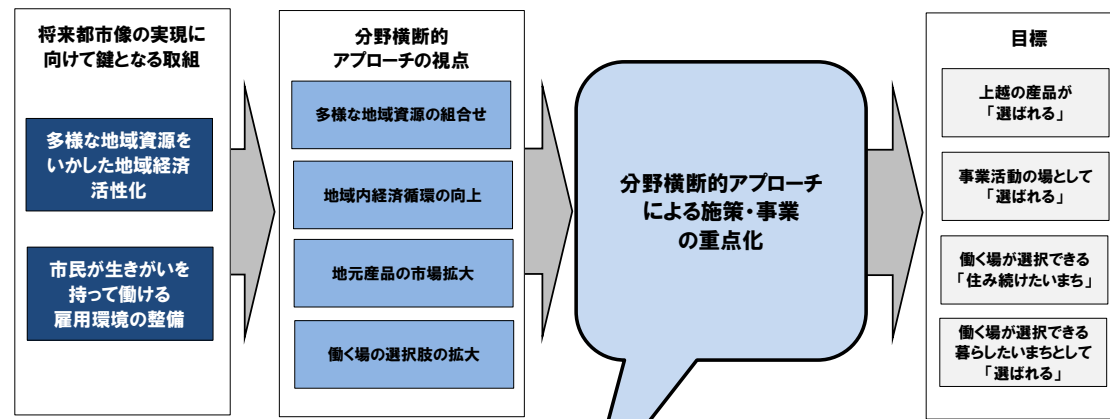 将来都市像の実現に
向けて鍵となる取組
多様な地域資源を
いかした地域経済
活性化
市民が生きがいを
持って働ける
雇用環境の整備
分野横断的
アプローチの視点
多様な地域資源の組合せ
地域内経済循環の向上
地元産品の市場拡大
働く場の選択肢の拡大
分野横断的アプローチ
による施策・事業
の重点化
目標
上越の産品が
「選ばれる」
事業活動の場として
「選ばれる」
働く場が選択できる
「住み続けたいまち」
働く場が選択できる
暮らしたいまちとして
「選ばれる」